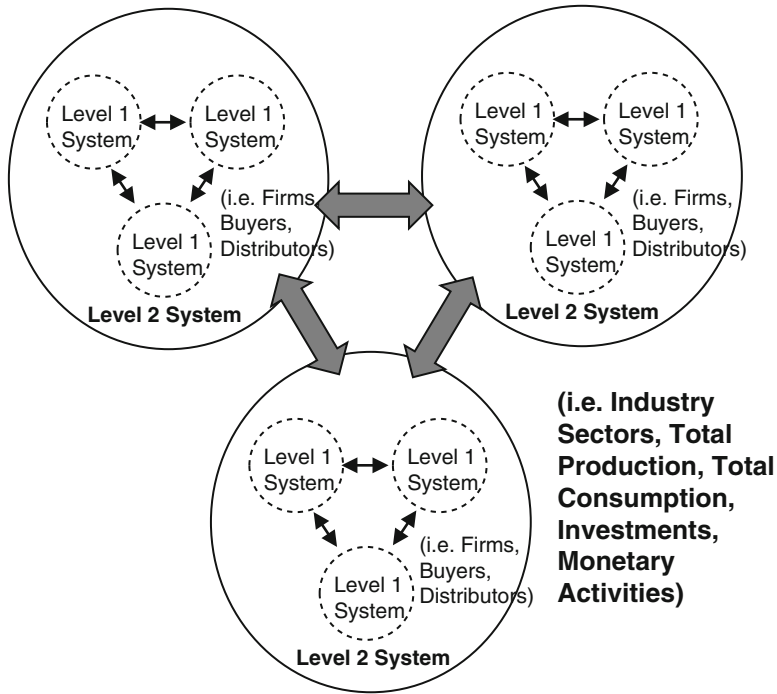 Level 1
System
Level 1
System
Level 1
System
(i.e. Firms,
Buyers,
Distributors)
Level 2 System
Level 1
System
Level 1
System
Level 1
System
(i.e. Firms,
Buyers,
Distributors)
Level 2 System
Level 1
System
Level 1
System
Level 1
System
(i.e. Firms,
Buyers,
Distributors)
Level 2 System
(i.e. Industry
Sectors, Total
Production, Total
Consumption,
Investments,
Monetary
Activities)